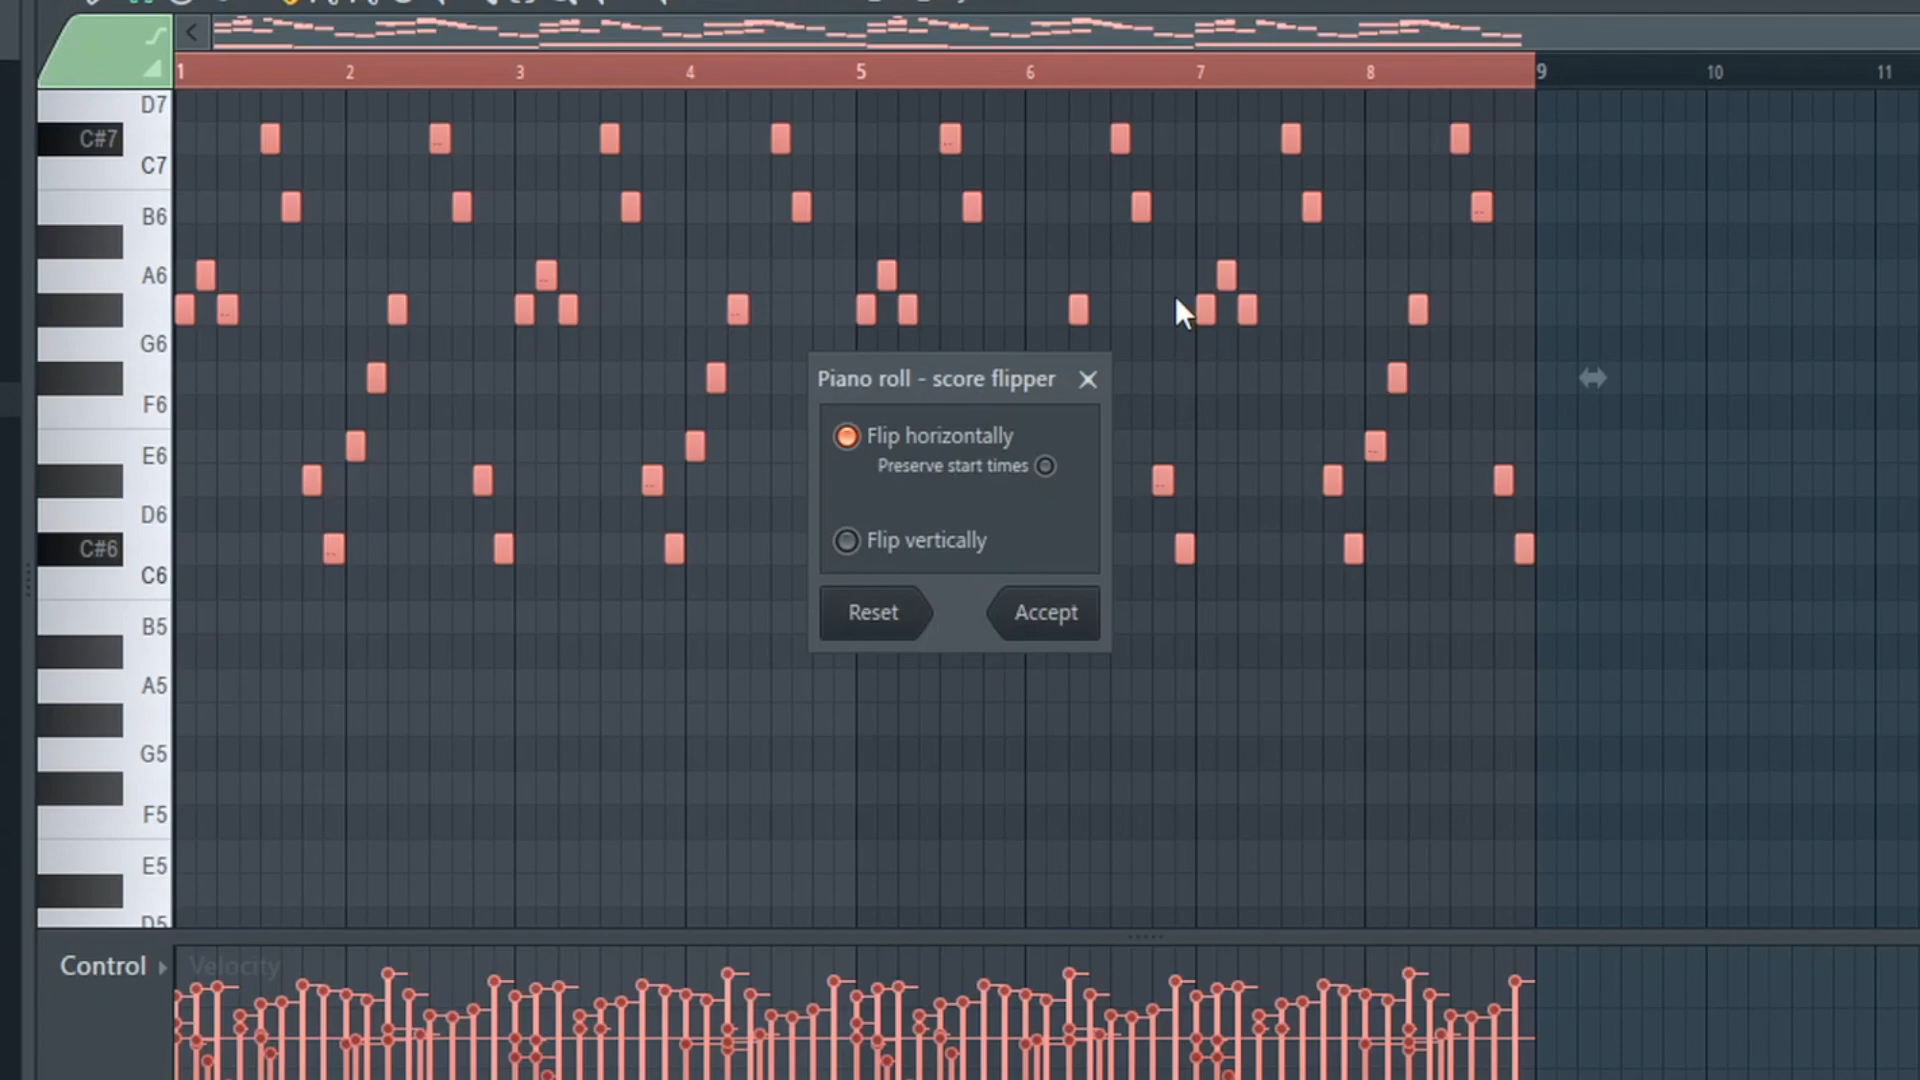 1 2 3 4 5 6 7 8 9 10 11
D7
C#7
C7
B6
A6
G6
Piano roll - score flipper
F6
Flip horizontally
E6
Preserve start times
D6
Flip vertically
C#6
C6
Reset Accept
B5
A5
G5
F5
E5
D5
Control Velocity